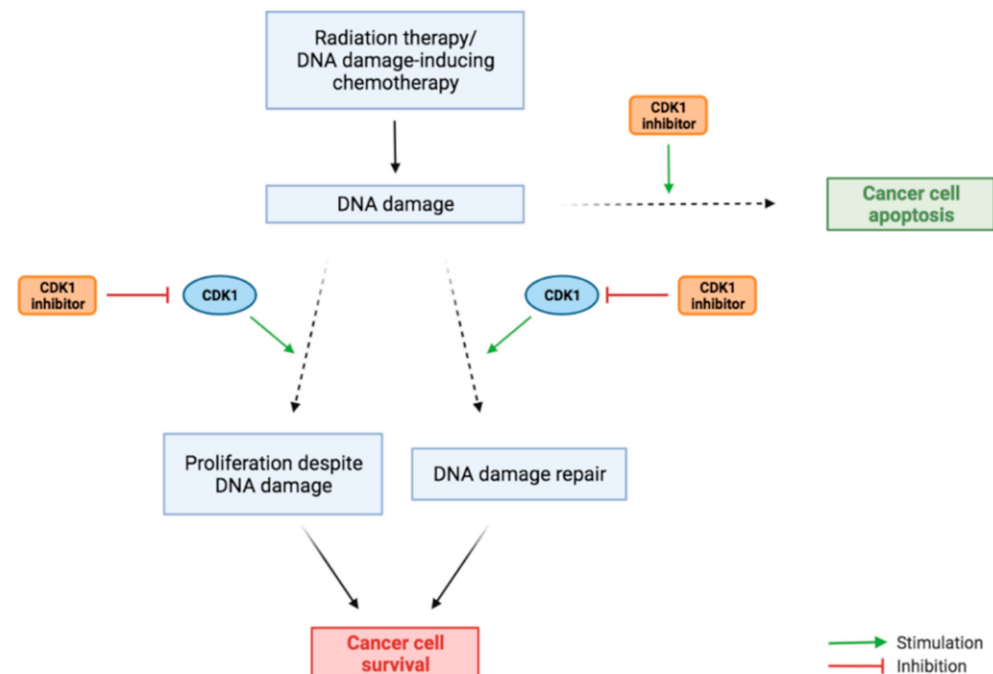 Radiation therapy/
DNA damage-inducing
chemotherapy
CDK1
inhibitor
DNA damage
Cancer cell
apoptosis
CDK1
inhibitor
CDK1
CDK1
CDK1
inhibitor
Proliferation despite
DNA damage
DNA damage repair
Cancer cell
survival
Stimulation
Inhibition